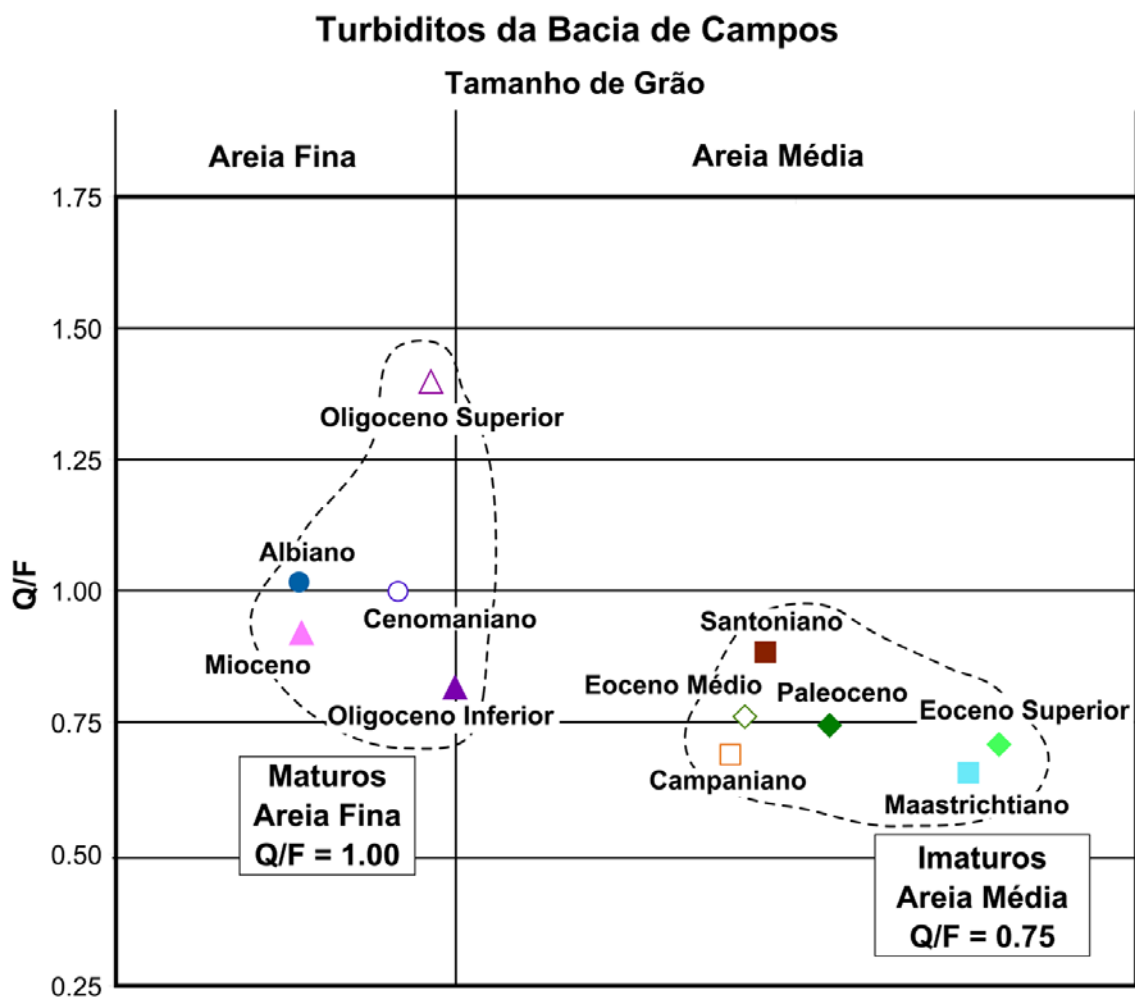 Turbiditos da Bacia de Campos
Tamanho de Grão
Areia Fina
Areia Média
1.75
1.50
1.25
1.00
0.75
0.50
0.25
Q/F
Oligoceno Superior
Albiano
Cenomaniano
Mioceno
Oligoceno Inferior
Santoniano
Eoceno Médio
Paleoceno
Eoceno Superior
Campaniano
Maastrichtiano
Maturos
Areia Fina
Q/F = 1.00
Imaturos
Areia Média
Q/F = 0.75